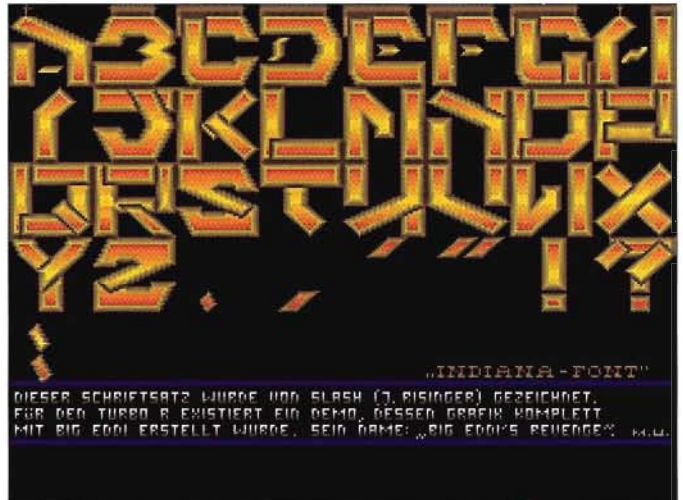 A B C D E F G H
I J K L M N O P
Q R S T U V W X
Y Z . , ' " ! ?
:
„INDIANA-FONT"
DIESER SCHRIFTSATZ WURDE VON SLASH (J. RISINGER) GEZEICHNET.
FÜR DEN TURBO R EXISTIERT EIN DEMO, DESSEN GRAFIK KOMPLETT
MIT BIG EDDI ERSTELLT WURDE. SEIN NAME: „BIG EDDI'S REVENGE". M.W.